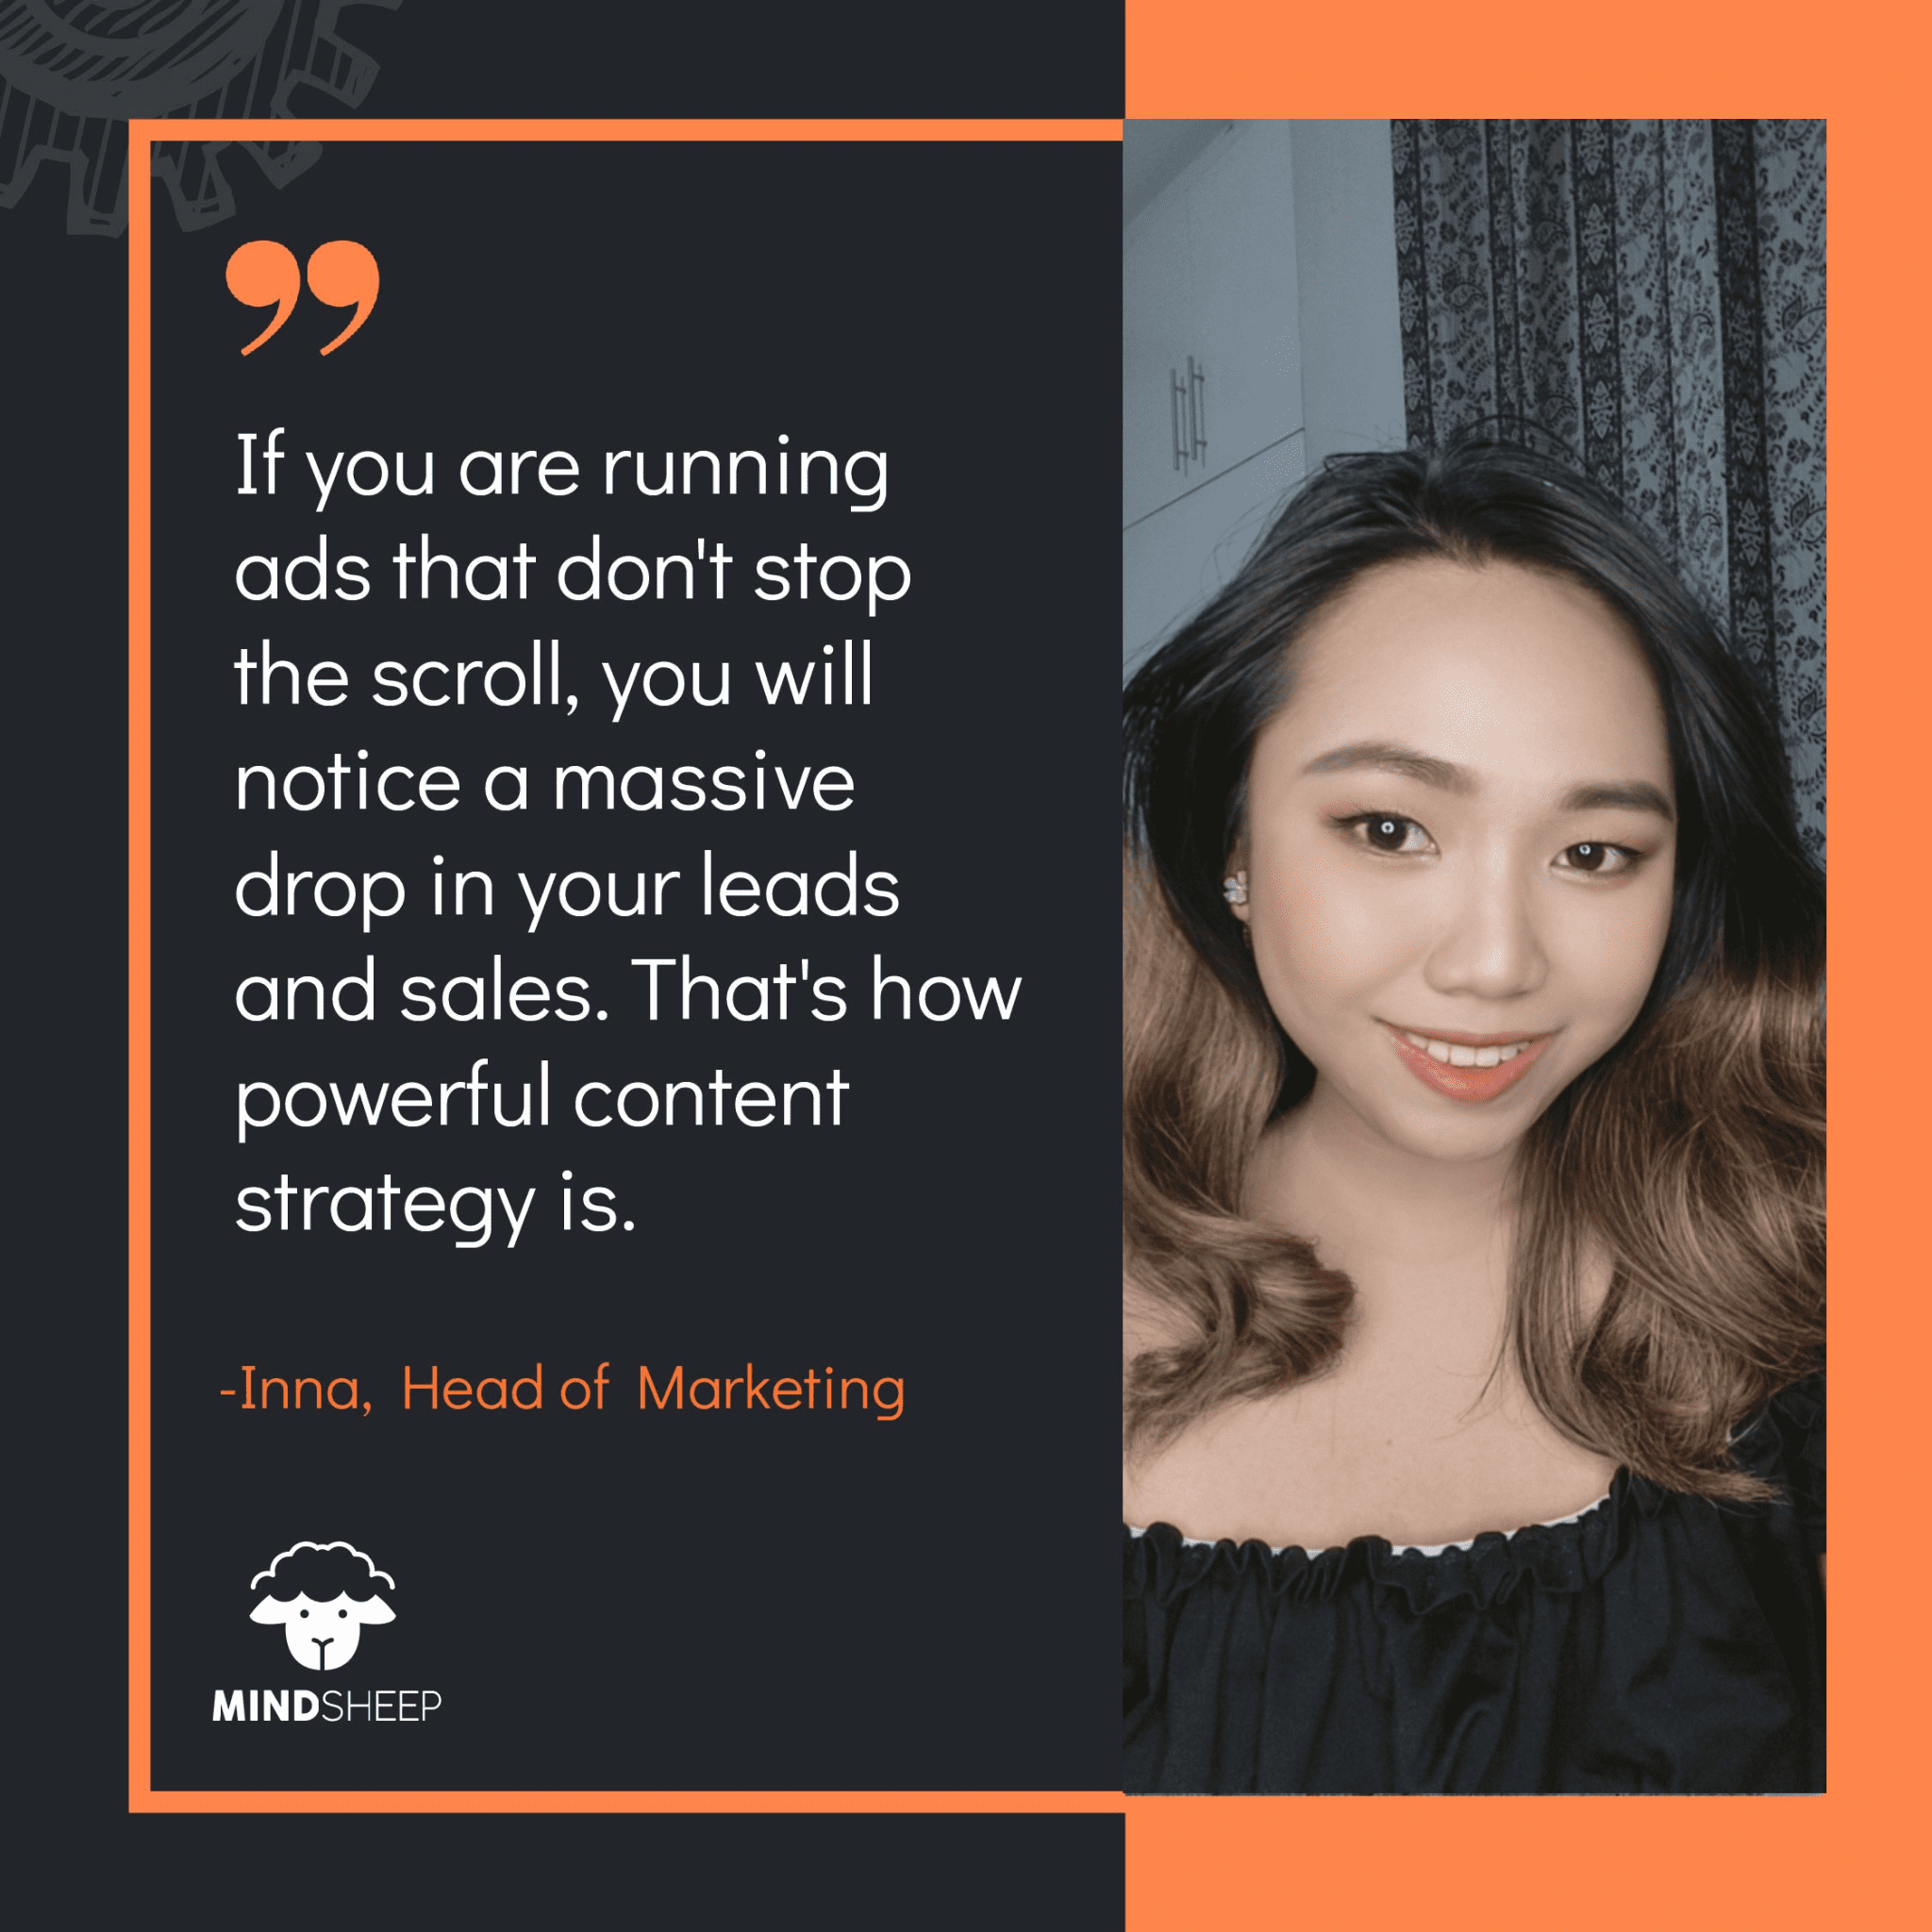 If you are running
ads that don't stop
the scroll, you will
notice a massive
drop in your leads
and sales. That's how
powerful content
strategy is.
-Inna, Head of Marketing
MINDSHEEP